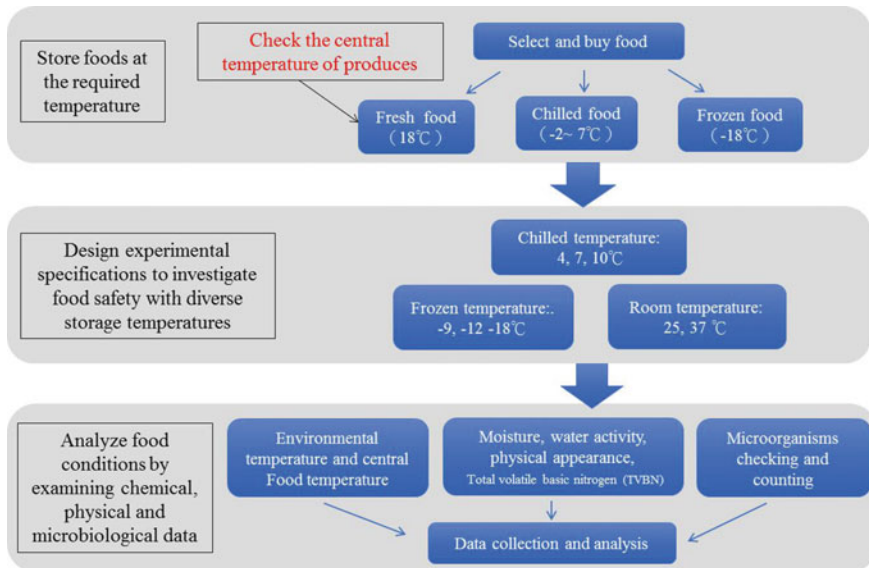 Store foods at
the required
temperature
Check the central
temperature of produces
Select and buy food
Fresh food
(18℃)
Chilled food
(-2~ 7℃)
Frozen food
(-18℃)
Design experimental
specifications to investigate
food safety with diverse
storage temperatures
Chilled temperature:
4, 7, 10℃
Frozen temperature:.
-9, -12 -18℃
Room temperature:
25, 37 ℃
Analyze food
conditions by
examining chemical,
physical and
microbiological data
Environmental
temperature and central
Food temperature
Moisture, water activity,
physical appearance,
Total volatile basic nitrogen (TVBN)
Microorganisms
checking and
counting
Data collection and analysis